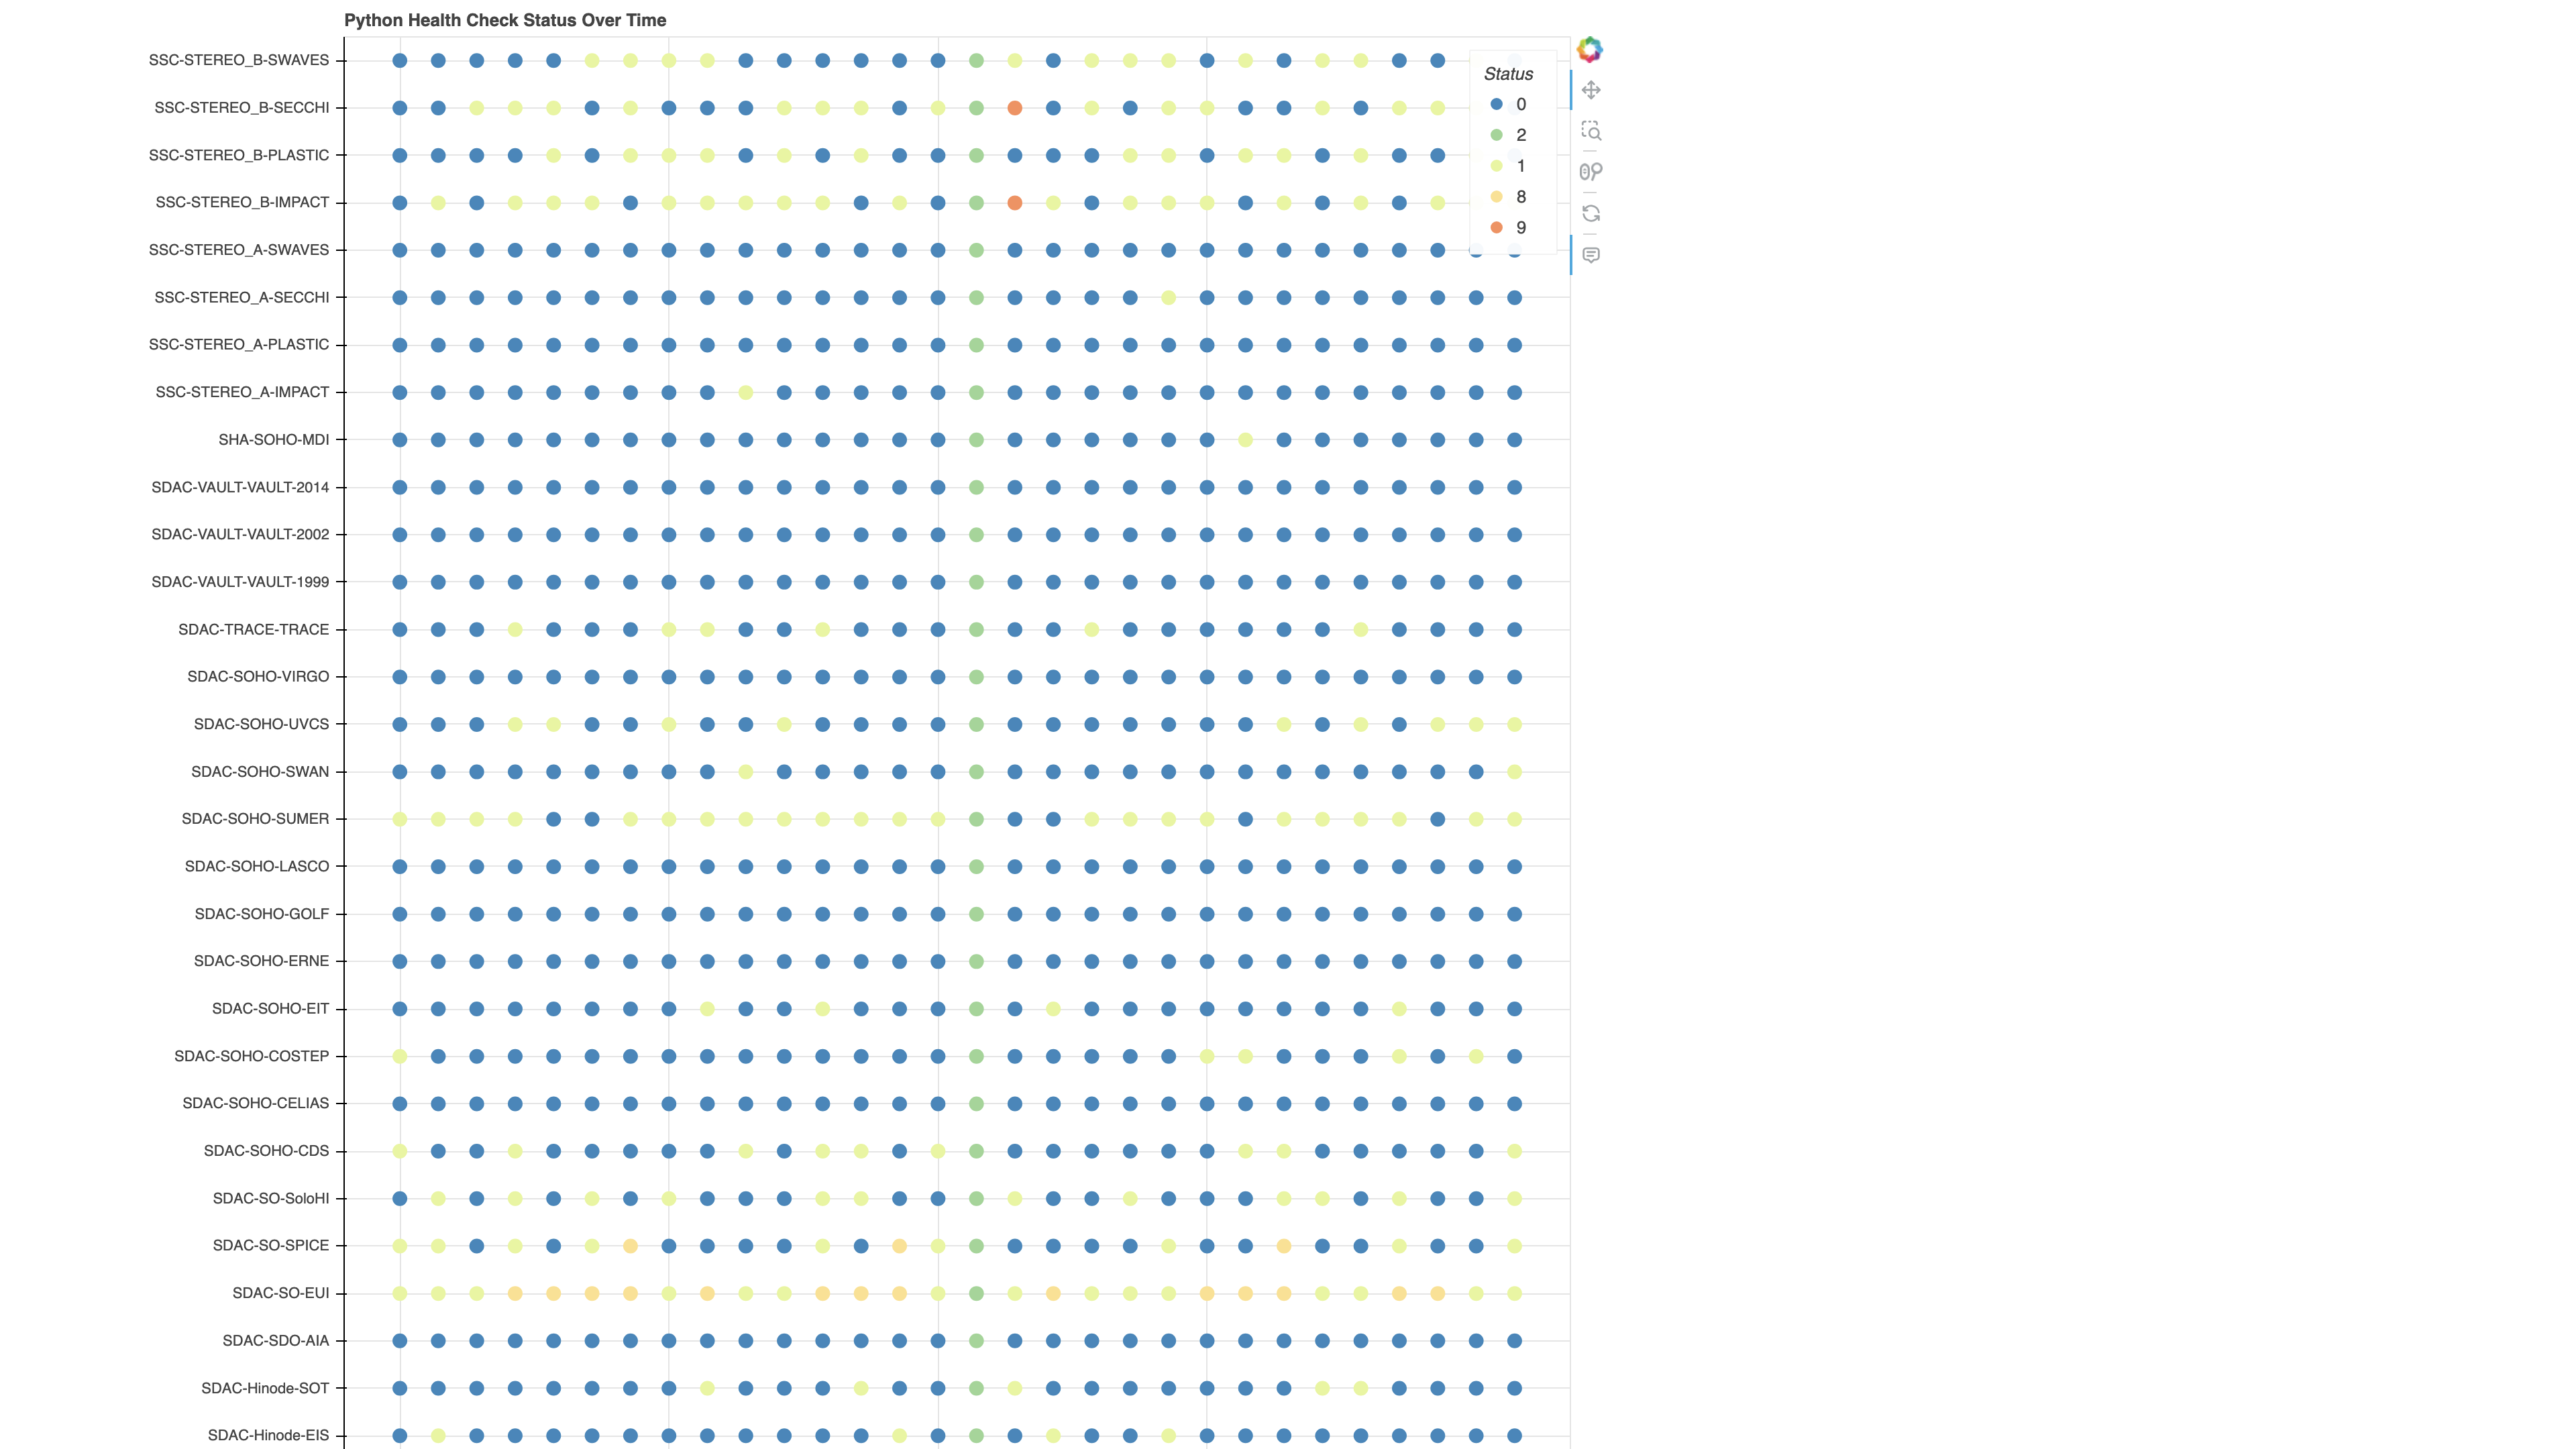 Python Health Check Status Over Time
SSC-STEREO_B-SWAVES
SSC-STEREO_B-SECCHI
SSC-STEREO_B-PLASTIC
SSC-STEREO_B-IMPACT
SSC-STEREO_A-SWAVES
SSC-STEREO_A-SECCHI
SSC-STEREO_A-PLASTIC
SSC-STEREO_A-IMPACT
SHA-SOHO-MDI
SDAC-VAULT-VAULT-2014
SDAC-VAULT-VAULT-2002
SDAC-VAULT-VAULT-1999
SDAC-TRACE-TRACE
SDAC-SOHO-VIRGO
SDAC-SOHO-UVCS
SDAC-SOHO-SWAN
SDAC-SOHO-SUMER
SDAC-SOHO-LASCO
SDAC-SOHO-GOLF
SDAC-SOHO-ERNE
SDAC-SOHO-EIT
SDAC-SOHO-COSTEP
SDAC-SOHO-CELIAS
SDAC-SOHO-CDS
SDAC-SO-SoloHI
SDAC-SO-SPICE
SDAC-SO-EUI
SDAC-SDO-AIA
SDAC-Hinode-SOT
SDAC-Hinode-EIS
Status
0
2
1
8
9